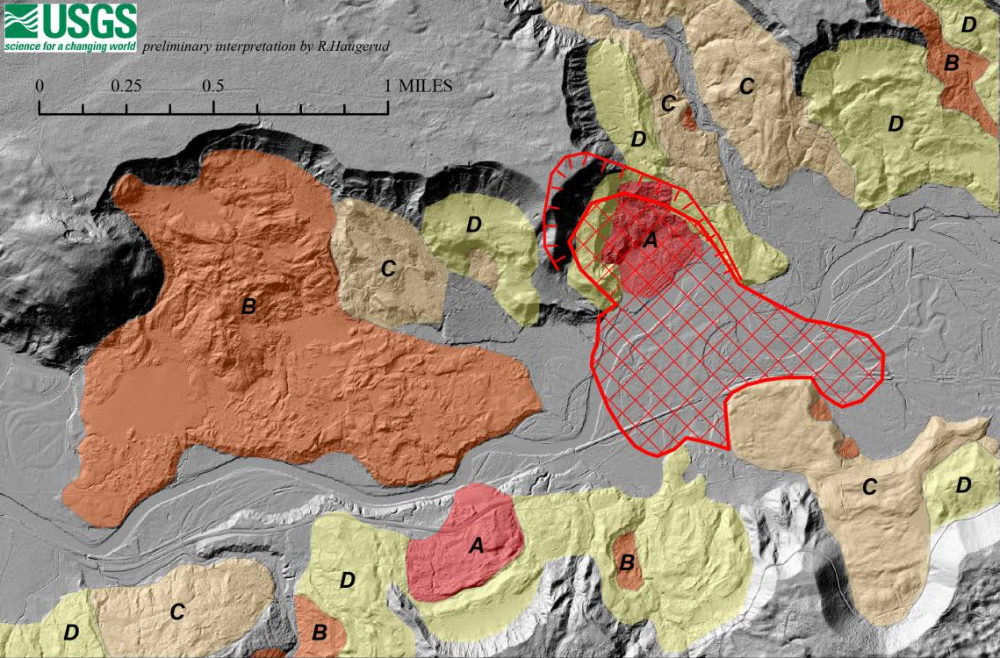 USGS
science for a changing world
preliminary interpretation by R.Haugerud
0 0.25 0.5 1 MILES
D
B
C
C
D
D
D
A
C
B
C
D
A
B
D
C
D
B